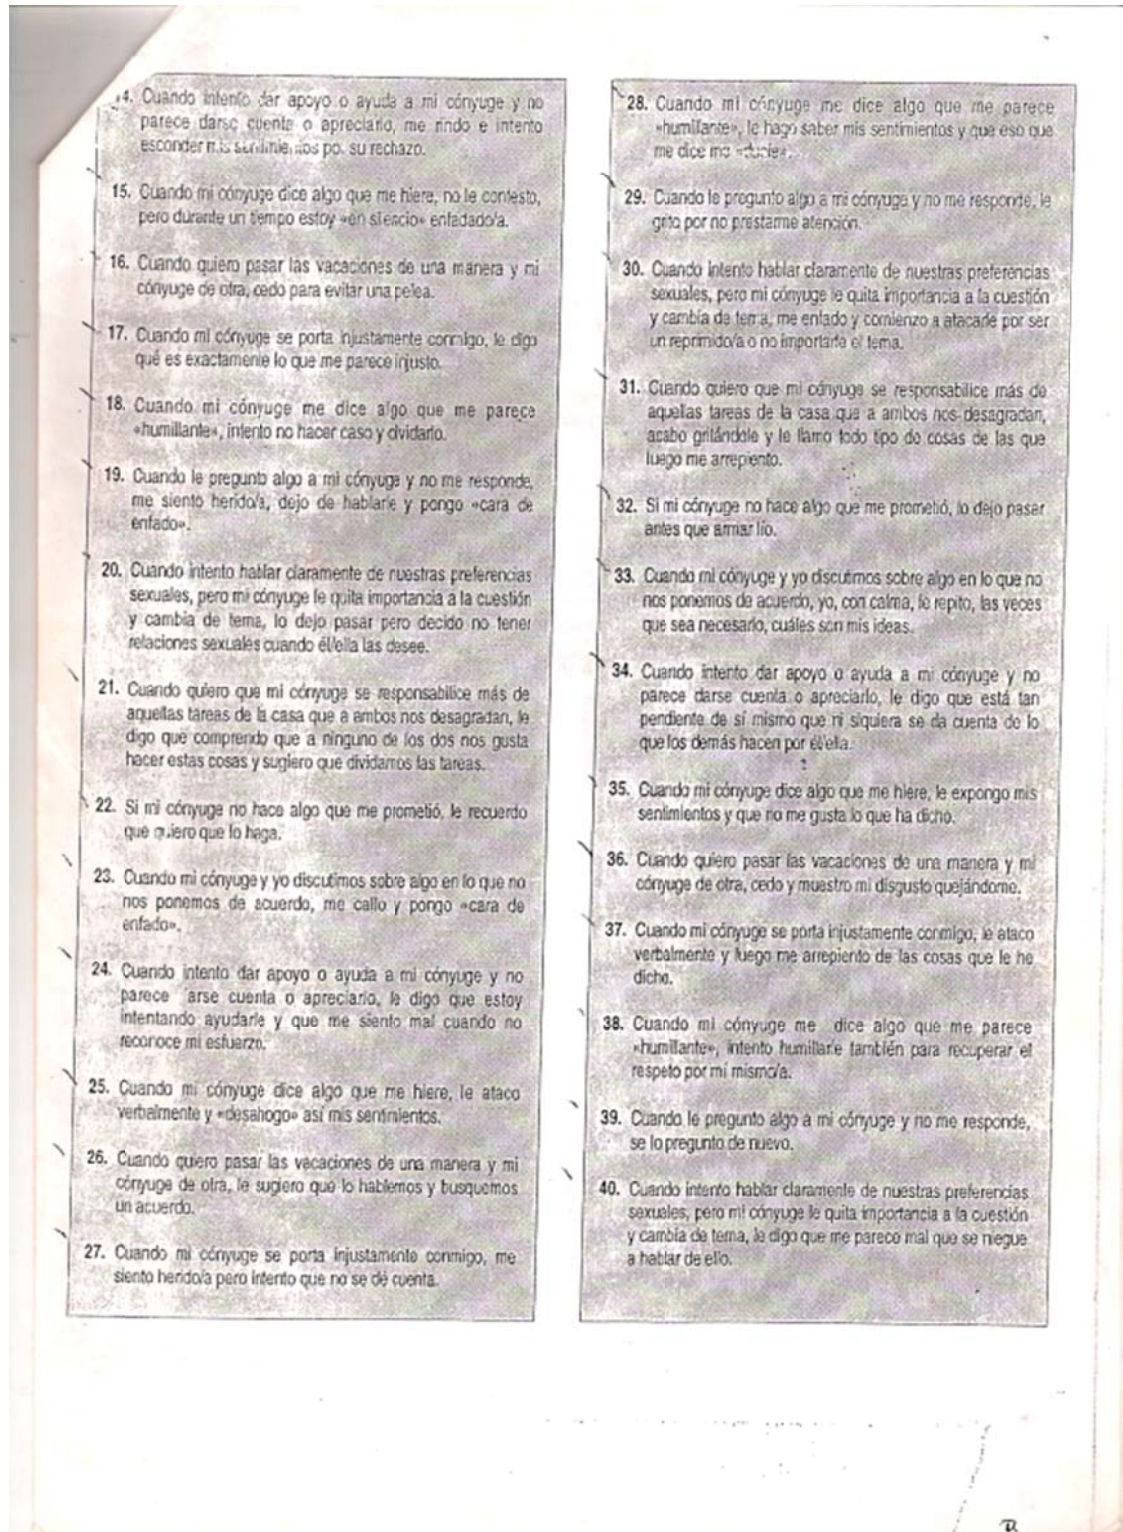 4. Cuando intento dar apoyo o ayuda a mi cónyuge y no
parece darse cuenta o apreciarlo, me rindo e intento
esconder mis sentimientos por su rechazo.
15. Cuando mi cónyuge dice algo que me hiere, no le contesto,
pero durante un tiempo estoy «en silencio» enfadado/a.
16. Cuando quiero pasar las vacaciones de una manera y mi
cónyuge de otra, cedo para evitar una pelea.
17. Cuando mi cónyuge se porta injustamente conmigo, le digo
qué es exactamente lo que me parece injusto.
18. Cuando mi cónyuge me dice algo que me parece
«humillante», intento no hacer caso y olvidarlo.
19. Cuando le pregunto algo a mi cónyuge y no me responde,
me siento herido/a, dejo de hablarle y pongo «cara de
enfado».
20. Cuando intento hablar claramente de nuestras preferencias
sexuales, pero mi cónyuge le quita importancia a la cuestión
y cambia de tema, lo dejo pasar pero decido no tener
relaciones sexuales cuando él/ella las desee.
21. Cuando quiero que mi cónyuge se responsabilice más de
aquellas tareas de la casa que a ambos nos desagradan, le
digo que comprendo que a ninguno de los dos nos gusta
hacer estas cosas y sugiero que dividamos las tareas.
22. Si mi cónyuge no hace algo que me prometió, le recuerdo
que quiero que lo haga.
23. Cuando mi cónyuge y yo discutimos sobre algo en lo que no
nos ponemos de acuerdo, me callo y pongo «cara de
enfado».
24. Cuando intento dar apoyo o ayuda a mi cónyuge y no
parece arse cuenta o apreciarlo, le digo que estoy
intentando ayudarle y que me siento mal cuando no
reconoce mi esfuerzo.
25. Cuando mi cónyuge dice algo que me hiere, le ataco
verbalmente y «desahogo» así mis sentimientos.
26. Cuando quiero pasar las vacaciones de una manera y mi
cónyuge de otra, le sugiero que lo hablemos y busquemos
un acuerdo.
27. Cuando mi cónyuge se porta injustamente conmigo, me
siento herido/a pero intento que no se dé cuenta.
28. Cuando mi cónyuge me dice algo que me parece
«humillante», le hago saber mis sentimientos y que eso que
me dice me «duele».
29. Cuando le pregunto algo a mi cónyuge y no me responde, le
grito por no prestarme atención.
30. Cuando intento hablar claramente de nuestras preferencias
sexuales, pero mi cónyuge le quita importancia a la cuestión
y cambia de tema, me enfado y comienzo a atacarle por ser
un reprimido/a o no importarle el tema.
31. Cuando quiero que mi cónyuge se responsabilice más de
aquellas tareas de la casa que a ambos nos desagradan,
acabo gritándole y le llamo todo tipo de cosas de las que
luego me arrepiento.
32. Si mi cónyuge no hace algo que me prometió, lo dejo pasar
antes que armar lío.
33. Cuando mi cónyuge y yo discutimos sobre algo en lo que no
nos ponemos de acuerdo, yo, con calma, le repito, las veces
que sea necesario, cuáles son mis ideas.
34. Cuando intento dar apoyo o ayuda a mi cónyuge y no
parece darse cuenta o apreciarlo, le digo que está tan
pendiente de sí mismo que ni siquiera se da cuenta de lo
que los demás hacen por él/ella.
35. Cuando mi cónyuge dice algo que me hiere, le expongo mis
sentimientos y que no me gusta lo que ha dicho.
36. Cuando quiero pasar las vacaciones de una manera y mi
cónyuge de otra, cedo y muestro mi disgusto quejándome.
37. Cuando mi cónyuge se porta injustamente conmigo, le ataco
verbalmente y luego me arrepiento de las cosas que le he
dicho.
38. Cuando mi cónyuge me dice algo que me parece
«humillante», intento humillarle también para recuperar el
respeto por mí mismo/a.
39. Cuando le pregunto algo a mi cónyuge y no me responde,
se lo pregunto de nuevo.
40. Cuando intento hablar claramente de nuestras preferencias
sexuales, pero mi cónyuge le quita importancia a la cuestión
y cambia de tema, le digo que me parece mal que se niegue
a hablar de ello.